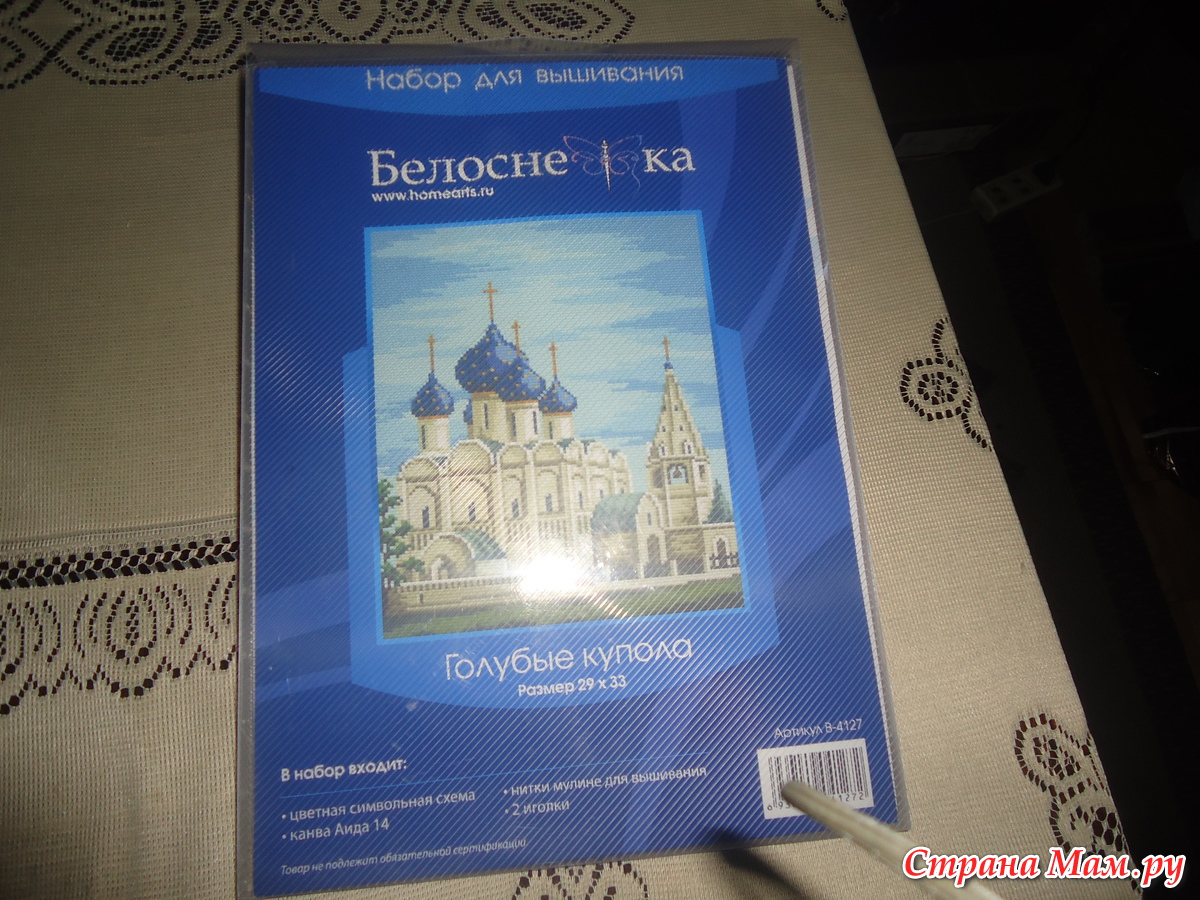 Набор для вышивания
Белоснежка
www.homearts.ru
Голубые купола
Размер 29 х 33
Артикул В-4127
В набор входит:
• цветная символьная схема
• канва Аида 14
• нитки мулине для вышивания
• 2 иголки
Товар не подлежит обязательной сертификации.
Страна Мам.ру